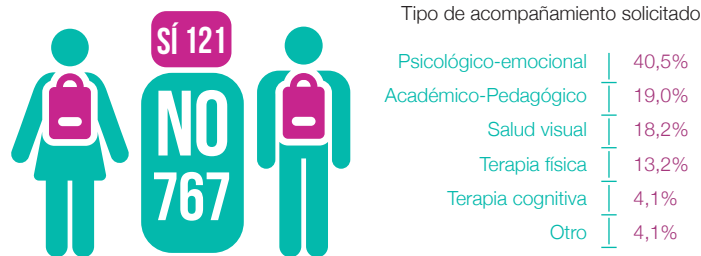 SÍ 121
NO
767
Tipo de acompañamiento solicitado
Psicológico-emocional 40,5%
Académico-Pedagógico 19,0%
Salud visual 18,2%
Terapia física 13,2%
Terapia cognitiva 4,1%
Otro 4,1%